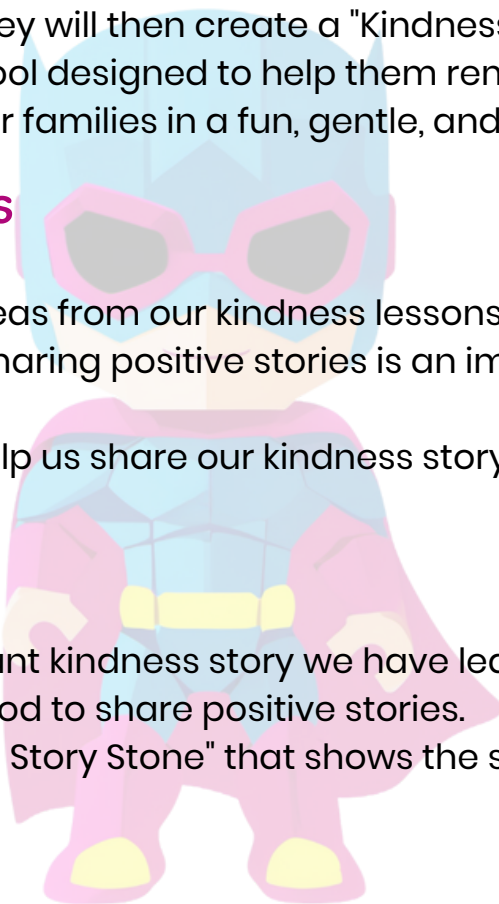 ey will then create a "Kindness
ool designed to help them ren
r families in a fun, gentle, and
s
eas from our kindness lessons
haring positive stories is an im
lp us share our kindness story
ant kindness story we have lea
od to share positive stories.
Story Stone" that shows the s